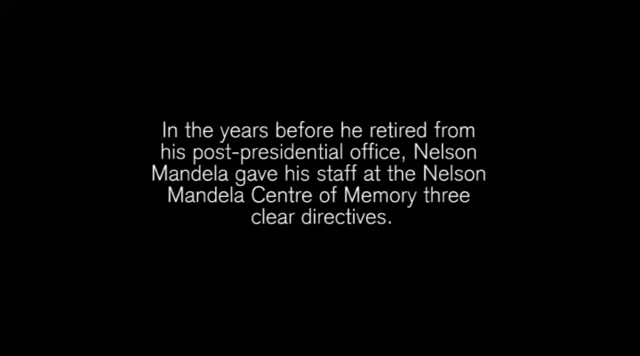 In the years before he retired from
his post-presidential office, Nelson
Mandela gave his staff at the Nelson
Mandela Centre of Memory three
clear directives.